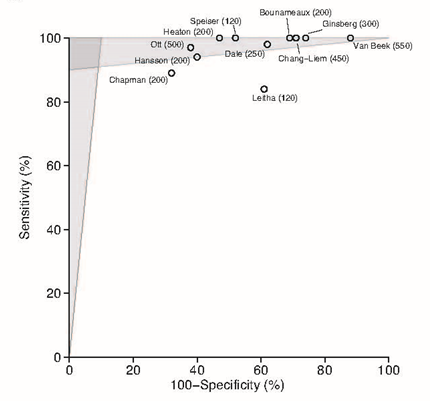 Bounameaux (200)
Speiser (120)
Ginsberg (300)
Heaton (200)
100
Ott (500)
Van Beek (550)
Dale (250)
Hansson (200)
Chang-Liem (450)
Chapman (200)
80
Leitha (120)
60
Sensitivity (%)
40
20
0
0 20 40 60 80 100
100-Specificity (%)